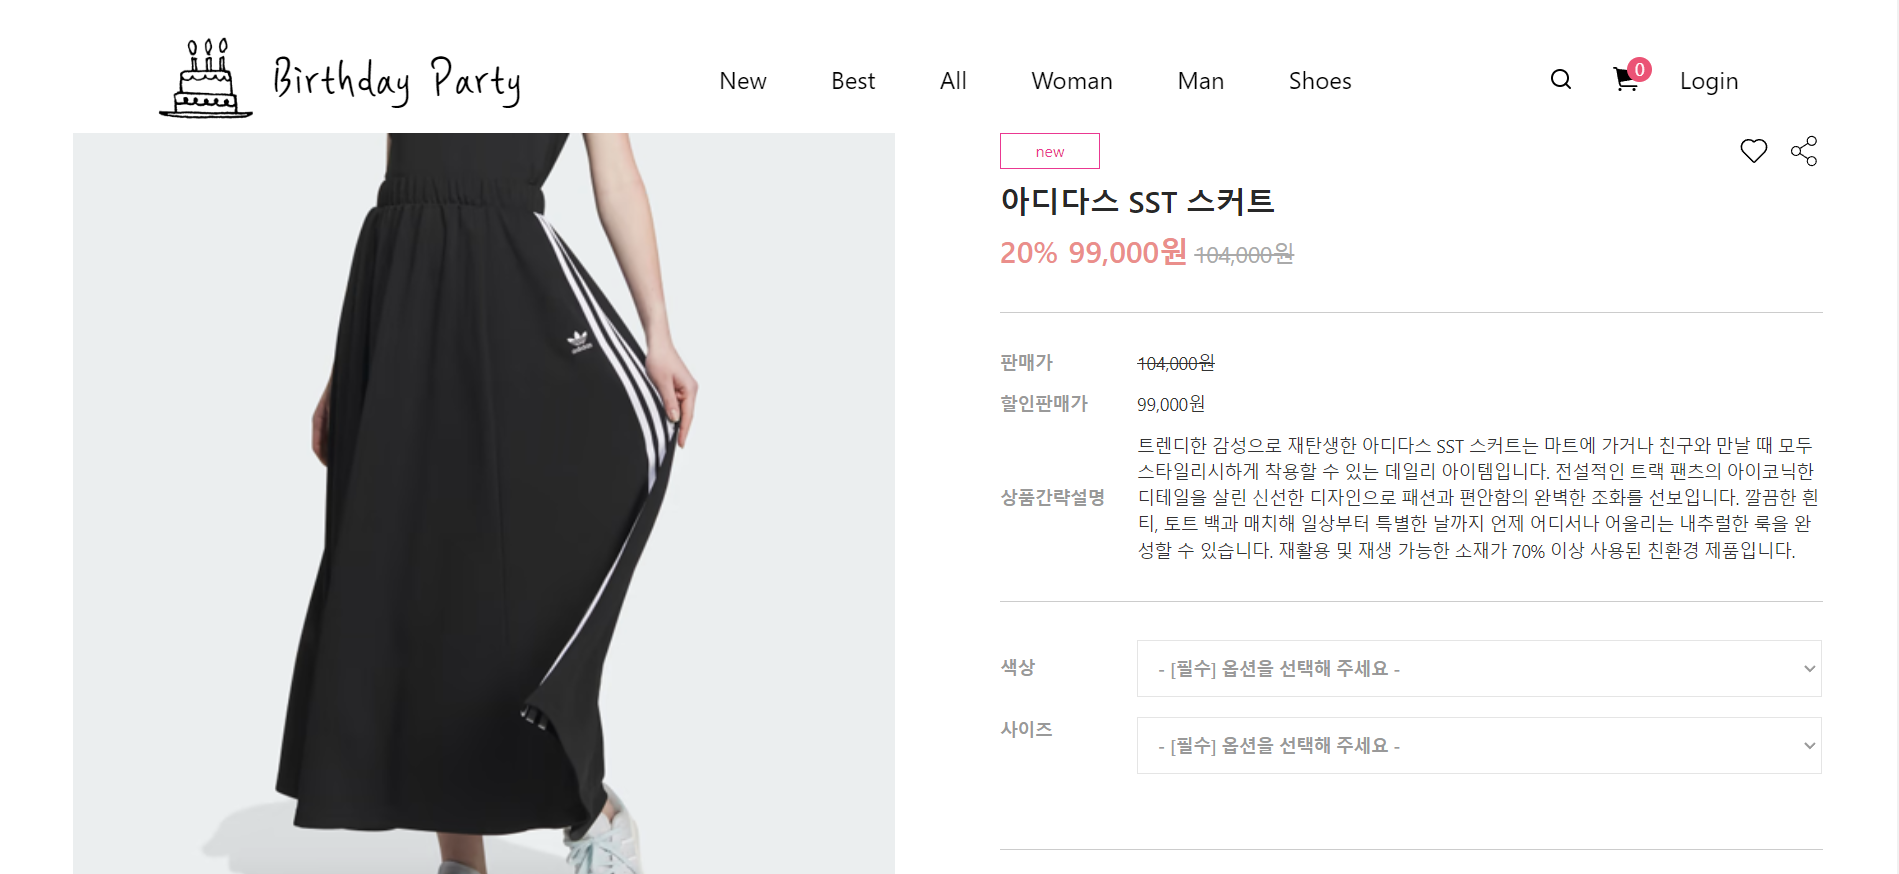 Birthday Party
New Best All Woman Man Shoes
0
Login
new
아디다스 SST 스커트
20% 99,000원 104,000원
판매가 104,000원
할인판매가 99,000원
상품간략설명
트렌디한 감성으로 재탄생한 아디다스 SST 스커트는 마트에 가거나 친구와 만날 때 모두
스타일리시하게 착용할 수 있는 데일리 아이템입니다. 전설적인 트랙 팬츠의 아이코닉한
디테일을 살린 신선한 디자인으로 패션과 편안함의 완벽한 조화를 선보입니다. 깔끔한 흰
티, 토트 백과 매치해 일상부터 특별한 날까지 언제 어디서나 어울리는 내추럴한 룩을 완
성할 수 있습니다. 재활용 및 재생 가능한 소재가 70% 이상 사용된 친환경 제품입니다.
색상 - [필수] 옵션을 선택해 주세요 -
사이즈 - [필수] 옵션을 선택해 주세요 -
adidas